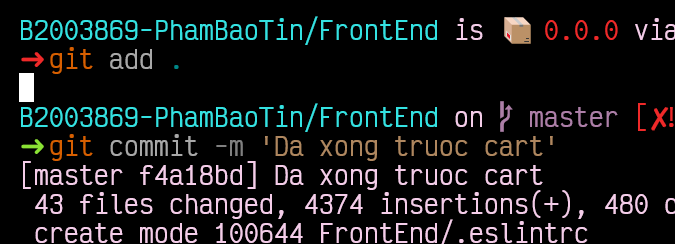 B2003869-PhamBaoTin/FrontEnd is 📦 0.0.0 via
➜git add .
B2003869-PhamBaoTin/FrontEnd on master [✘!
➜git commit -m 'Da xong truoc cart'
[master f4a18bd] Da xong truoc cart
43 files changed, 4374 insertions(+), 480
create mode 100644 FrontEnd/.eslintrc